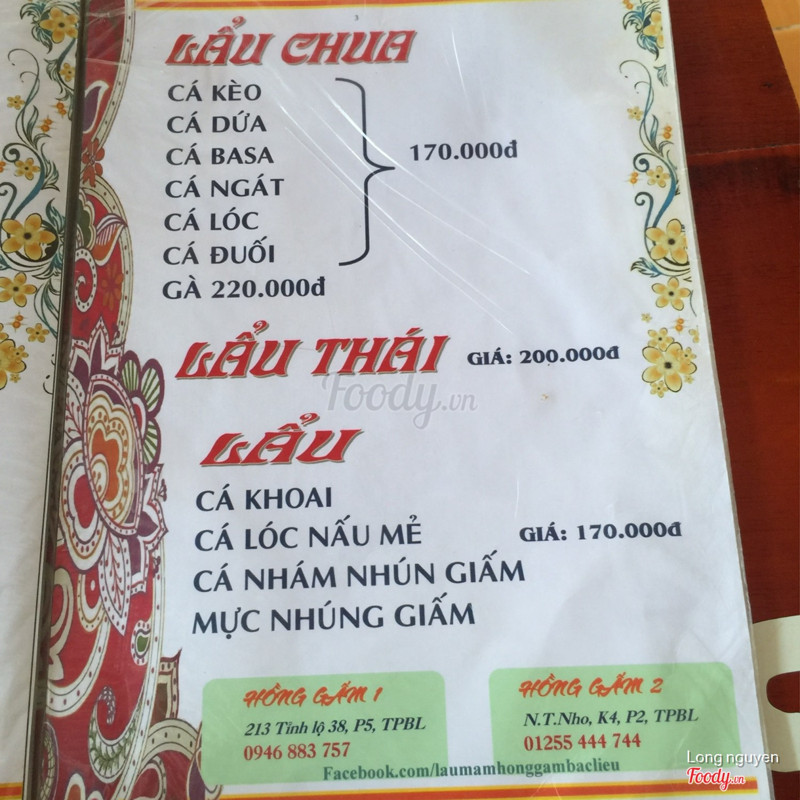 3
LẨU CHUA
CÁ KÈO
CÁ DỨA
CÁ BASA
170.000đ
CÁ NGÁT
CÁ LÓC
CÁ ĐUỐI
GÀ 220.000đ
LẨU THÁI GIÁ: 200.000đ
Foody.vn
LẨU
CÁ KHOAI
CÁ LÓC NẤU MẺ GIÁ: 170.000đ
CÁ NHÁM NHÚN GIẤM
MỰC NHÚNG GIẤM
HỒNG GẤM 1
213 Tỉnh lộ 38, P5, TPBL
0946 883 757
HỒNG GẤM 2
N.T.Nho, K4, P2, TPBL
01255 444 744
Facebook.com/laumamhonggambaclieu
Long nguyen
Foody.vn